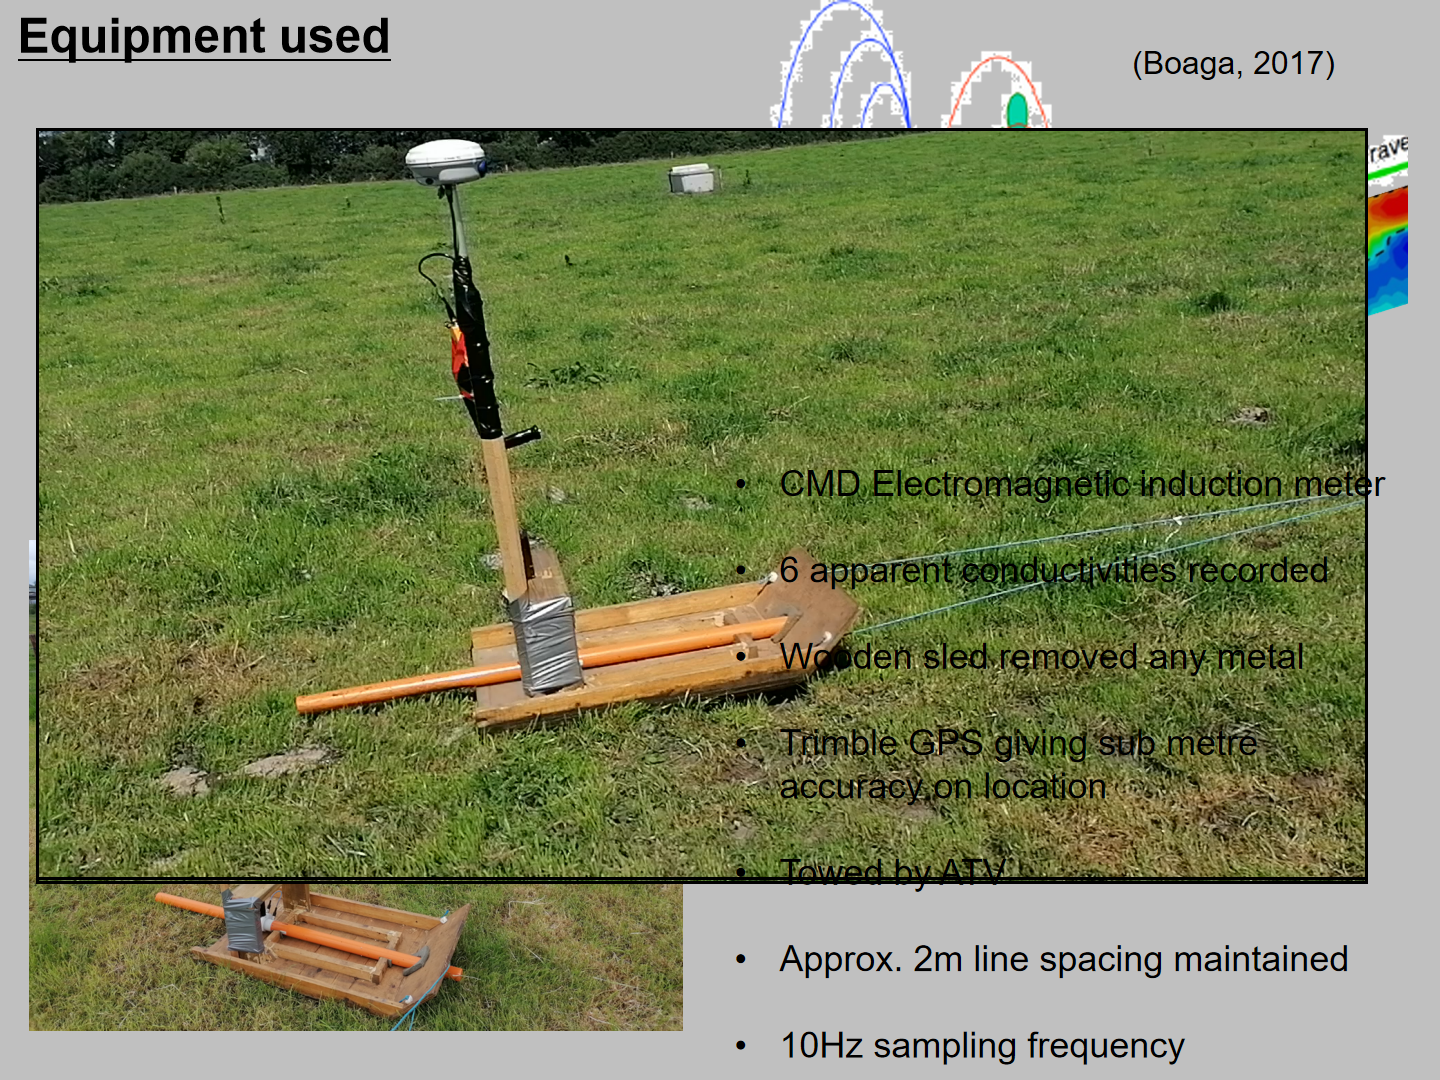 Equipment used
(Boaga, 2017)
rave
• CMD Electromagnetic induction meter
• 6 apparent conductivities recorded
• Wooden sled removed any metal
• Trimble GPS giving sub metre
accuracy on location
• Towed by ATV
• Approx. 2m line spacing maintained
• 10Hz sampling frequency